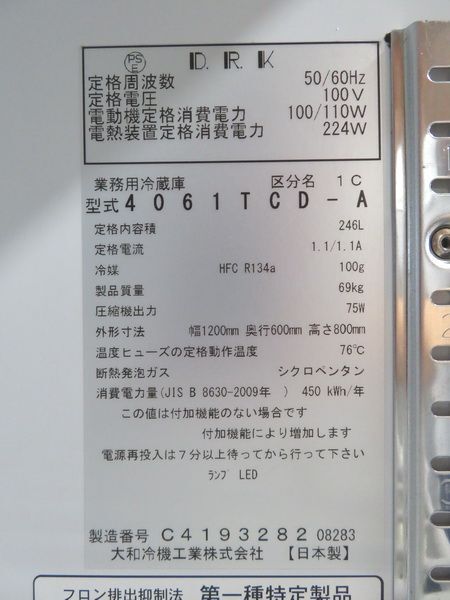 PS
E
D.R.K
定格周波数 50/60Hz
定格電圧 100V
電動機定格消費電力 100/110W
電熱装置定格消費電力 224W
業務用冷蔵庫 区分名 1C
型式 4061TCD-A
定格内容積 246L
定格電流 1.1/1.1A
冷媒 HFC R134a 100g
製品質量 69kg
圧縮機出力 75W
外形寸法 幅1200mm 奥行600mm 高さ800mm
温度ヒューズの定格動作温度 76℃
断熱発泡ガス シクロペンタン
消費電力量(JIS B 8630-2009年 ) 450 kWh/年
この値は付加機能のない場合です
付加機能により増加します
電源再投入は7分以上待ってから行って下さい
ﾗﾝﾌﾟ LED
製造番号 C4193282 08283
大和冷機工業株式会社 【日本製】
フロン排出抑制法 第一種特定製品